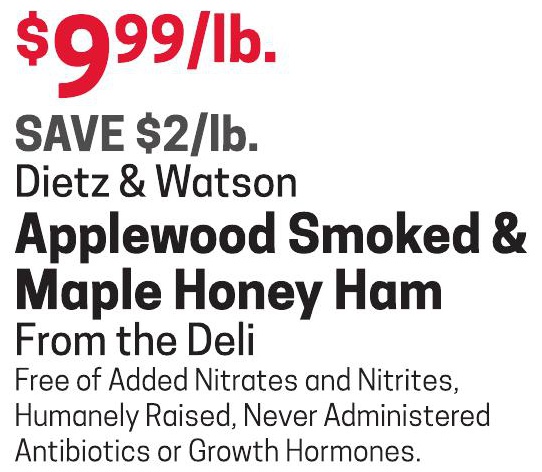 $9.99/lb.
SAVE $2/lb.
Dietz & Watson
Applewood Smoked &
Maple Honey Ham
From the Deli
Free of Added Nitrates and Nitrites,
Humanely Raised, Never Administered
Antibiotics or Growth Hormones.